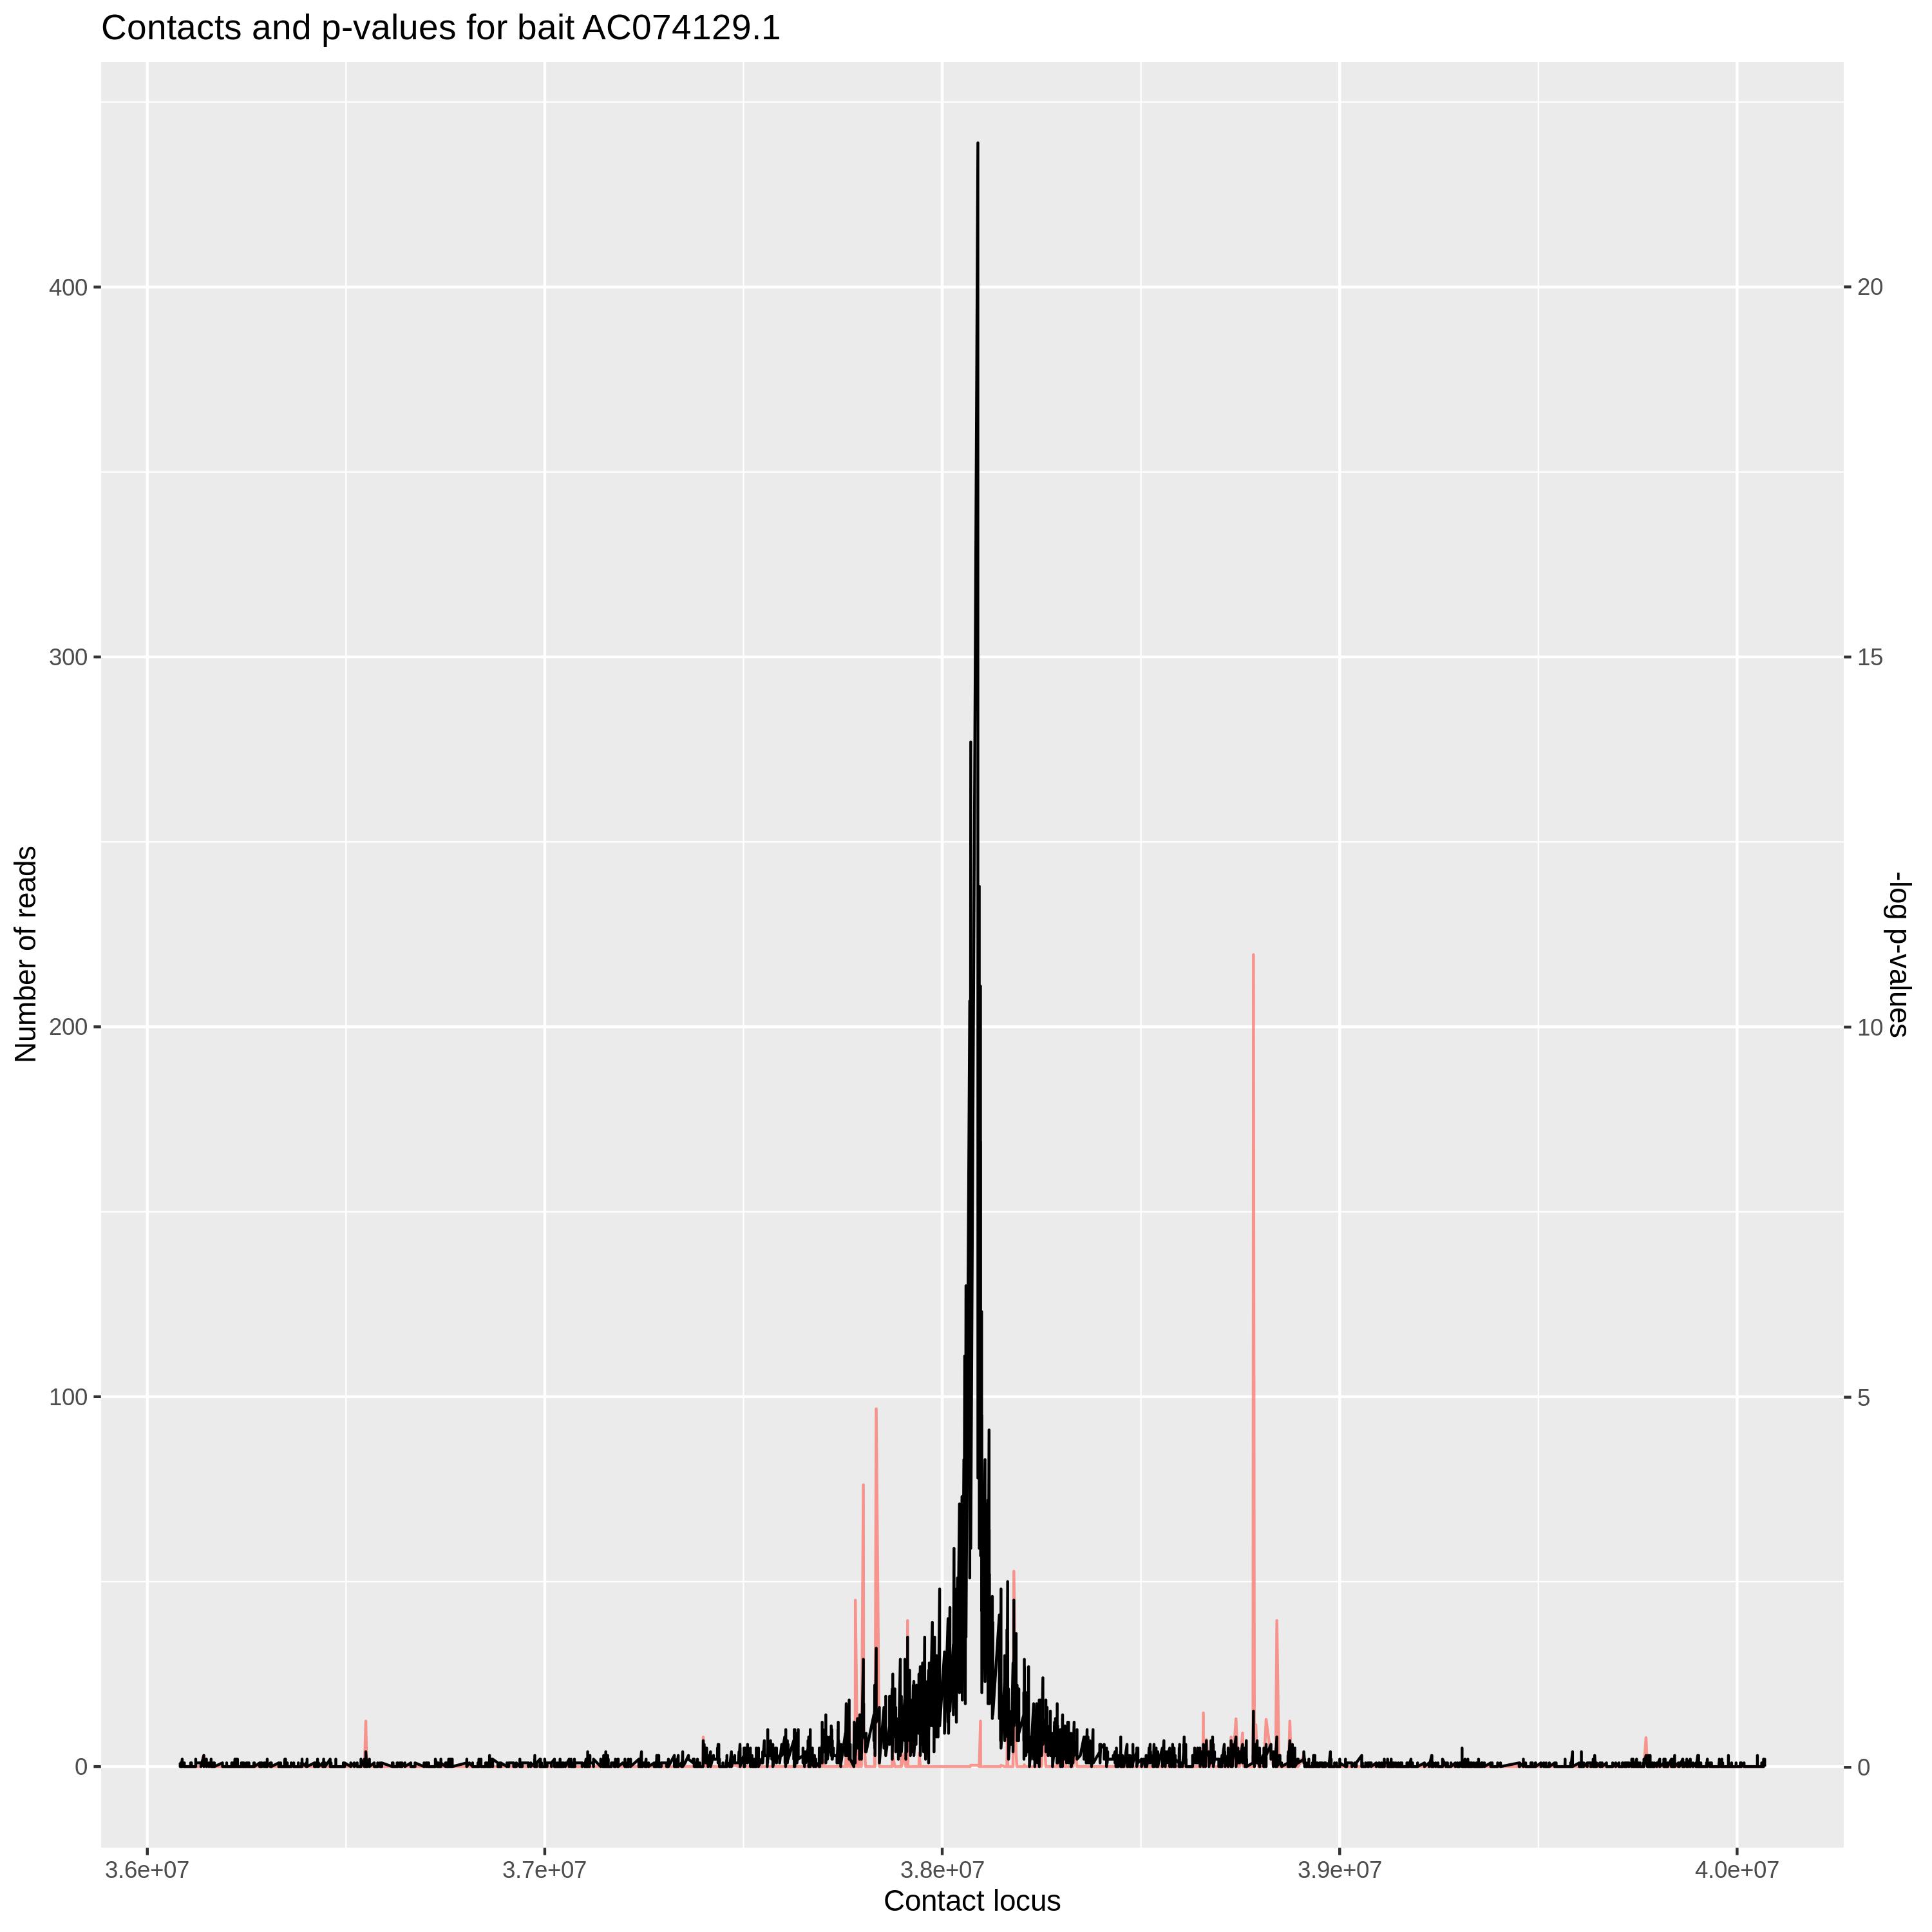 Contacts and p-values for bait AC074129.1
400
300
200
100
0
Number of reads
20
15
10
5
0
-log p-values
3.6e+07
3.7e+07
3.8e+07
3.9e+07
4.0e+07
Contact locus